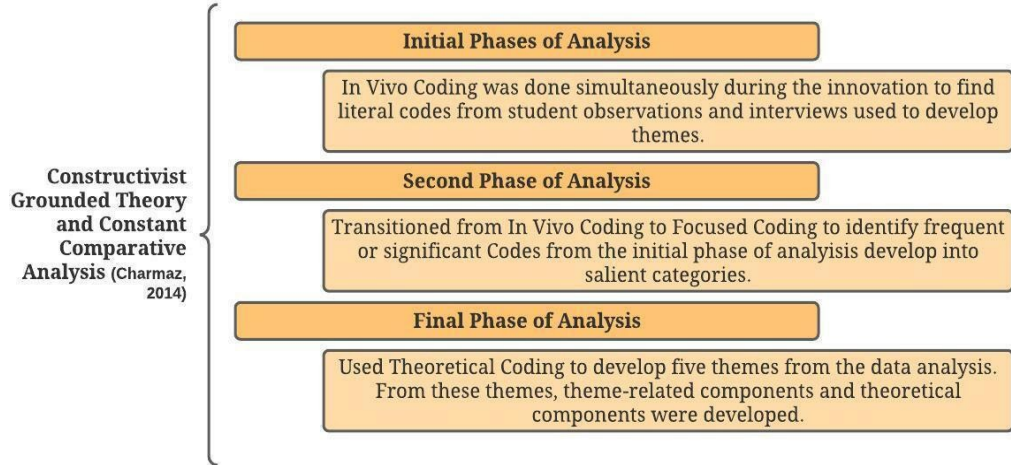 Constructivist
Grounded Theory
and Constant
Comparative
Analysis (Charmaz,
2014)
Initial Phases of Analysis
In Vivo Coding was done simultaneously during the innovation to find
literal codes from student observations and interviews used to develop
themes.
Second Phase of Analysis
Transitioned from In Vivo Coding to Focused Coding to identify frequent
or significant Codes from the initial phase of analyisis develop into
salient categories.
Final Phase of Analysis
Used Theoretical Coding to develop five themes from the data analysis.
From these themes, theme-related components and theoretical
components were developed.